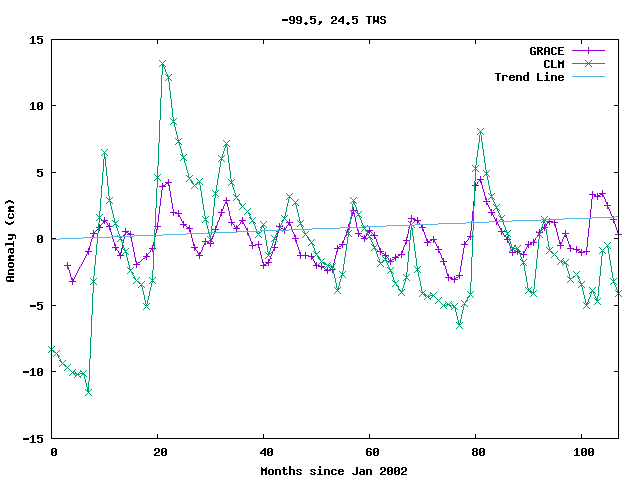 -99.5, 24.5 TWS
GRACE
CLM
Trend Line
15
10
5
0
-5
-10
-15
Anomaly (cm)
0 20 40 60 80 100
Months since Jan 2002